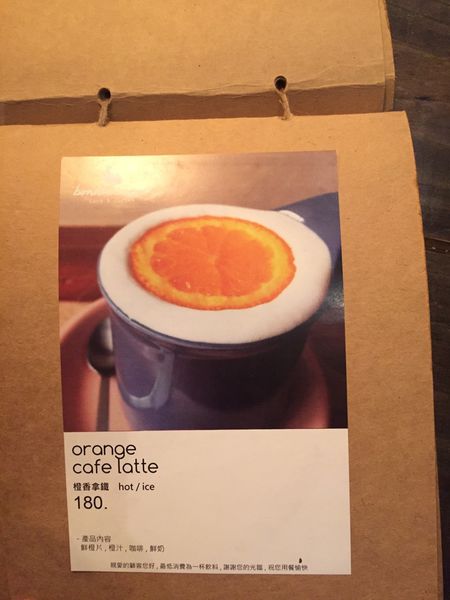 orange
cafe latte
橙香拿鐵 hot / ice
180.
- 產品內容
鮮橙片 , 橙汁 , 咖啡 , 鮮奶
親愛的顧客您好 , 最低消費為一杯飲料 , 謝謝您的光臨 , 祝您用餐愉快